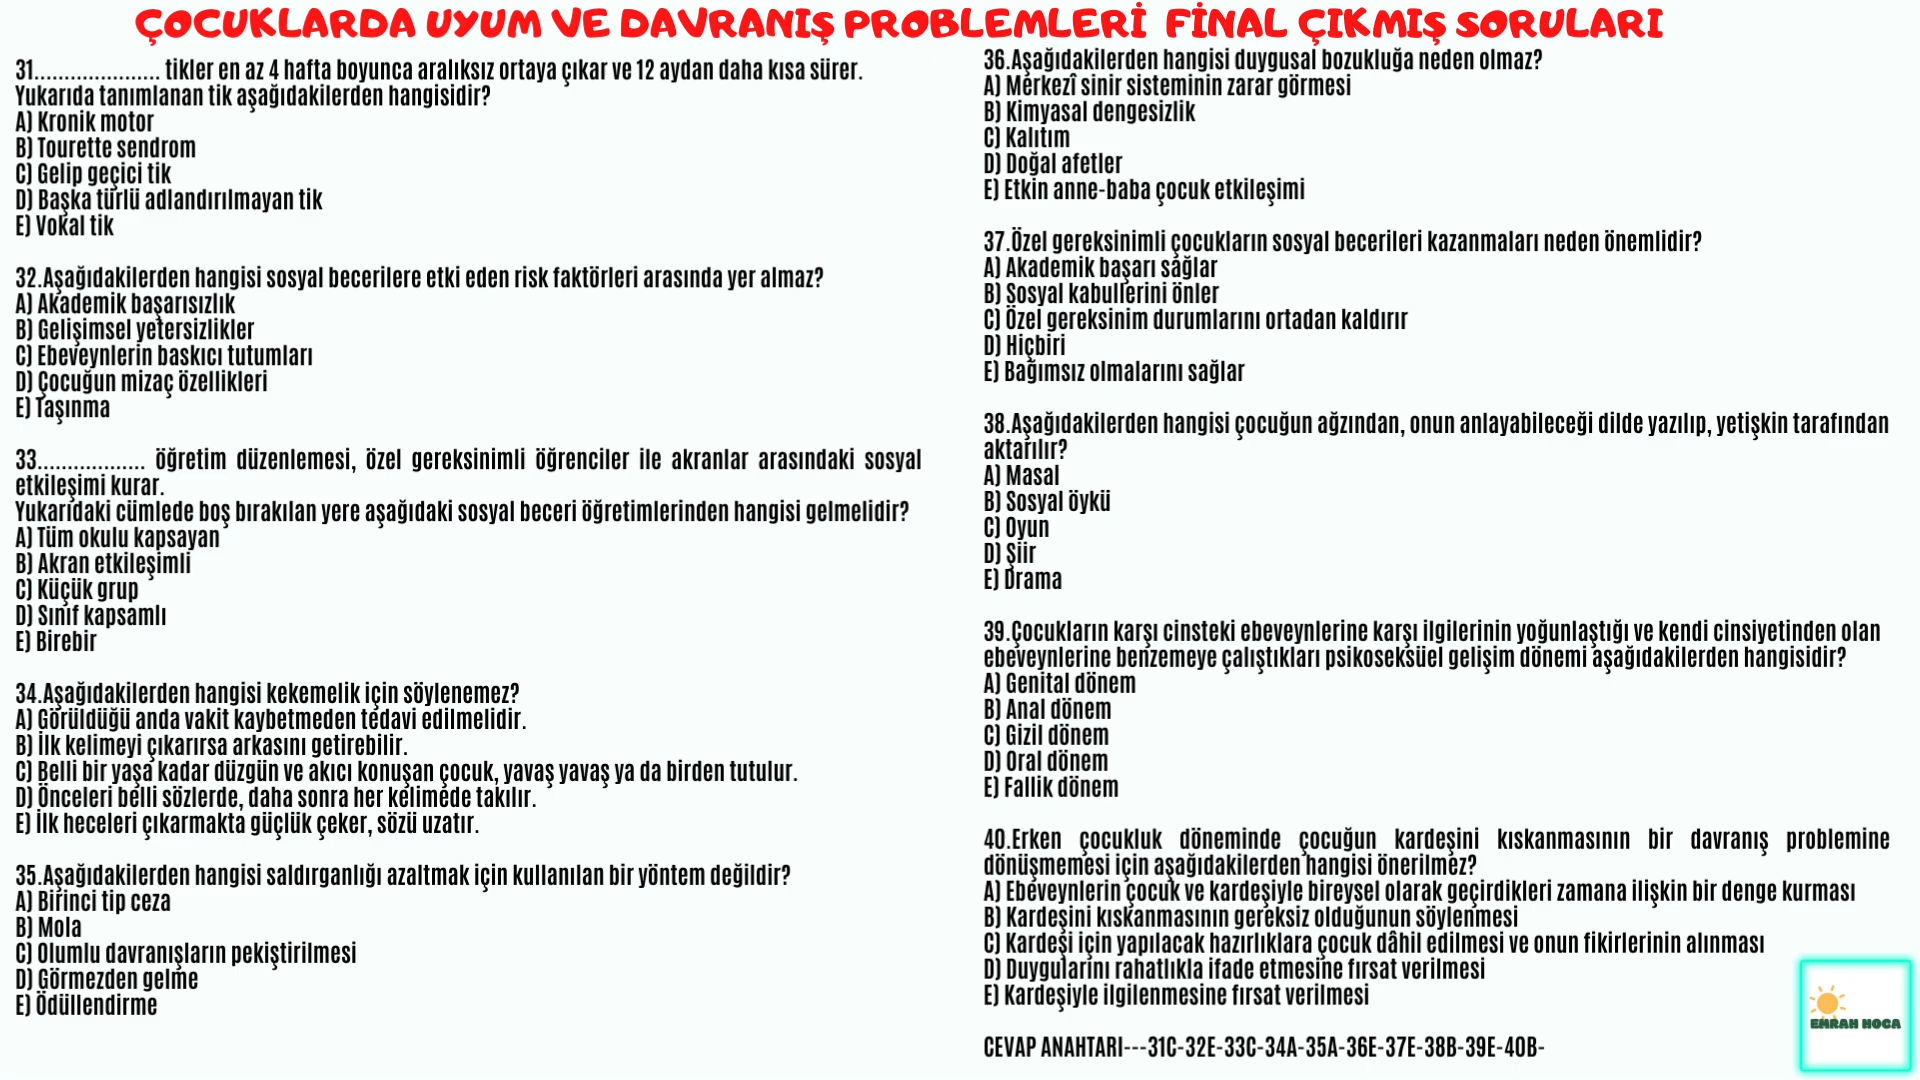 ÇOCUKLARDA UYUM VE DAVRANIŞ PROBLEMLERİ FİNAL ÇIKMIŞ SORULARI
31..................... tikler en az 4 hafta boyunca aralıksız ortaya çıkar ve 12 aydan daha kısa sürer.
Yukarıda tanımlanan tik aşağıdakilerden hangisidir?
A) Kronik motor
B) Tourette sendrom
C) Gelip geçici tik
D) Başka türlü adlandırılmayan tik
E) Vokal tik
32.Aşağıdakilerden hangisi sosyal becerilere etki eden risk faktörleri arasında yer almaz?
A) Akademik başarısızlık
B) Gelişimsel yetersizlikler
C) Ebeveynlerin baskıcı tutumları
D) Çocuğun mizaç özellikleri
E) Taşınma
33.................. öğretim düzenlemesi, özel gereksinimli öğrenciler ile akranlar arasındaki sosyal
etkileşimi kurar.
Yukarıdaki cümlede boş bırakılan yere aşağıdaki sosyal beceri öğretimlerinden hangisi gelmelidir?
A) Tüm okulu kapsayan
B) Akran etkileşimli
C) Küçük grup
D) Sınıf kapsamlı
E) Birebir
34.Aşağıdakilerden hangisi kekemelik için söylenemez?
A) Görüldüğü anda vakit kaybetmeden tedavi edilmelidir.
B) İlk kelimeyi çıkarırsa arkasını getirebilir.
C) Belli bir yaşa kadar düzgün ve akıcı konuşan çocuk, yavaş yavaş ya da birden tutulur.
D) Önceleri belli sözlerde, daha sonra her kelimede takılır.
E) İlk heceleri çıkarmakta güçlük çeker, sözü uzatır.
35.Aşağıdakilerden hangisi saldırganlığı azaltmak için kullanılan bir yöntem değildir?
A) Birinci tip ceza
B) Mola
C) Olumlu davranışların pekiştirilmesi
D) Görmezden gelme
E) Ödüllendirme
36.Aşağıdakilerden hangisi duygusal bozukluğa neden olmaz?
A) Merkezî sinir sisteminin zarar görmesi
B) Kimyasal dengesizlik
C) Kalıtım
D) Doğal afetler
E) Etkin anne-baba çocuk etkileşimi
37.Özel gereksinimli çocukların sosyal becerileri kazanmaları neden önemlidir?
A) Akademik başarı sağlar
B) Sosyal kabullerini önler
C) Özel gereksinim durumlarını ortadan kaldırır
D) Hiçbiri
E) Bağımsız olmalarını sağlar
38.Aşağıdakilerden hangisi çocuğun ağzından, onun anlayabileceği dilde yazılıp, yetişkin tarafından
aktarılır?
A) Masal
B) Sosyal öykü
C) Oyun
D) Şiir
E) Drama
39.Çocukların karşı cinsteki ebeveynlerine karşı ilgilerinin yoğunlaştığı ve kendi cinsiyetinden olan
ebeveynlerine benzemeye çalıştıkları psikoseksüel gelişim dönemi aşağıdakilerden hangisidir?
A) Genital dönem
B) Anal dönem
C) Gizil dönem
D) Oral dönem
E) Fallik dönem
40.Erken çocukluk döneminde çocuğun kardeşini kıskanmasının bir davranış problemine
dönüşmemesi için aşağıdakilerden hangisi önerilmez?
A) Ebeveynlerin çocuk ve kardeşiyle bireysel olarak geçirdikleri zamana ilişkin bir denge kurması
B) Kardeşini kıskanmasının gereksiz olduğunun söylenmesi
C) Kardeşi için yapılacak hazırlıklara çocuk dâhil edilmesi ve onun fikirlerinin alınması
D) Duygularını rahatlıkla ifade etmesine fırsat verilmesi
E) Kardeşiyle ilgilenmesine fırsat verilmesi
CEVAP ANAHTARI---31C-32E-33C-34A-35A-36E-37E-38B-39E-40B-
EMRAH HOCA